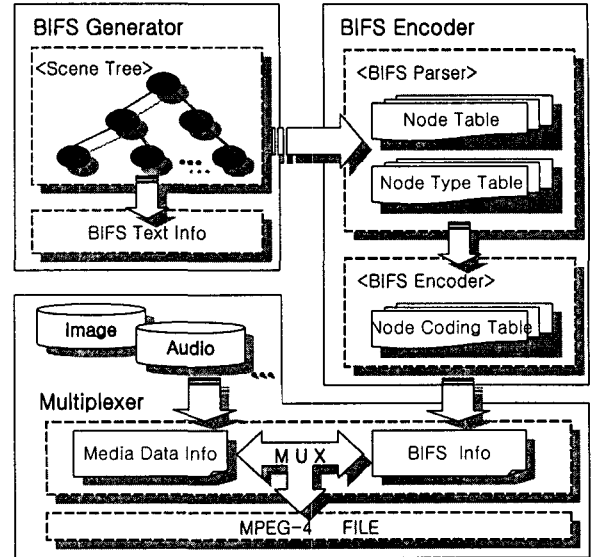 BIFS Generator
<Scene Tree>
BIFS Text Info
BIFS Encoder
<BIFS Parser>
Node Table
Node Type Table
<BIFS Encoder>
Node Coding Table
Image
Audio
Multiplexer
Media Data Info
M U X
BIFS Info
MPEG-4 FILE